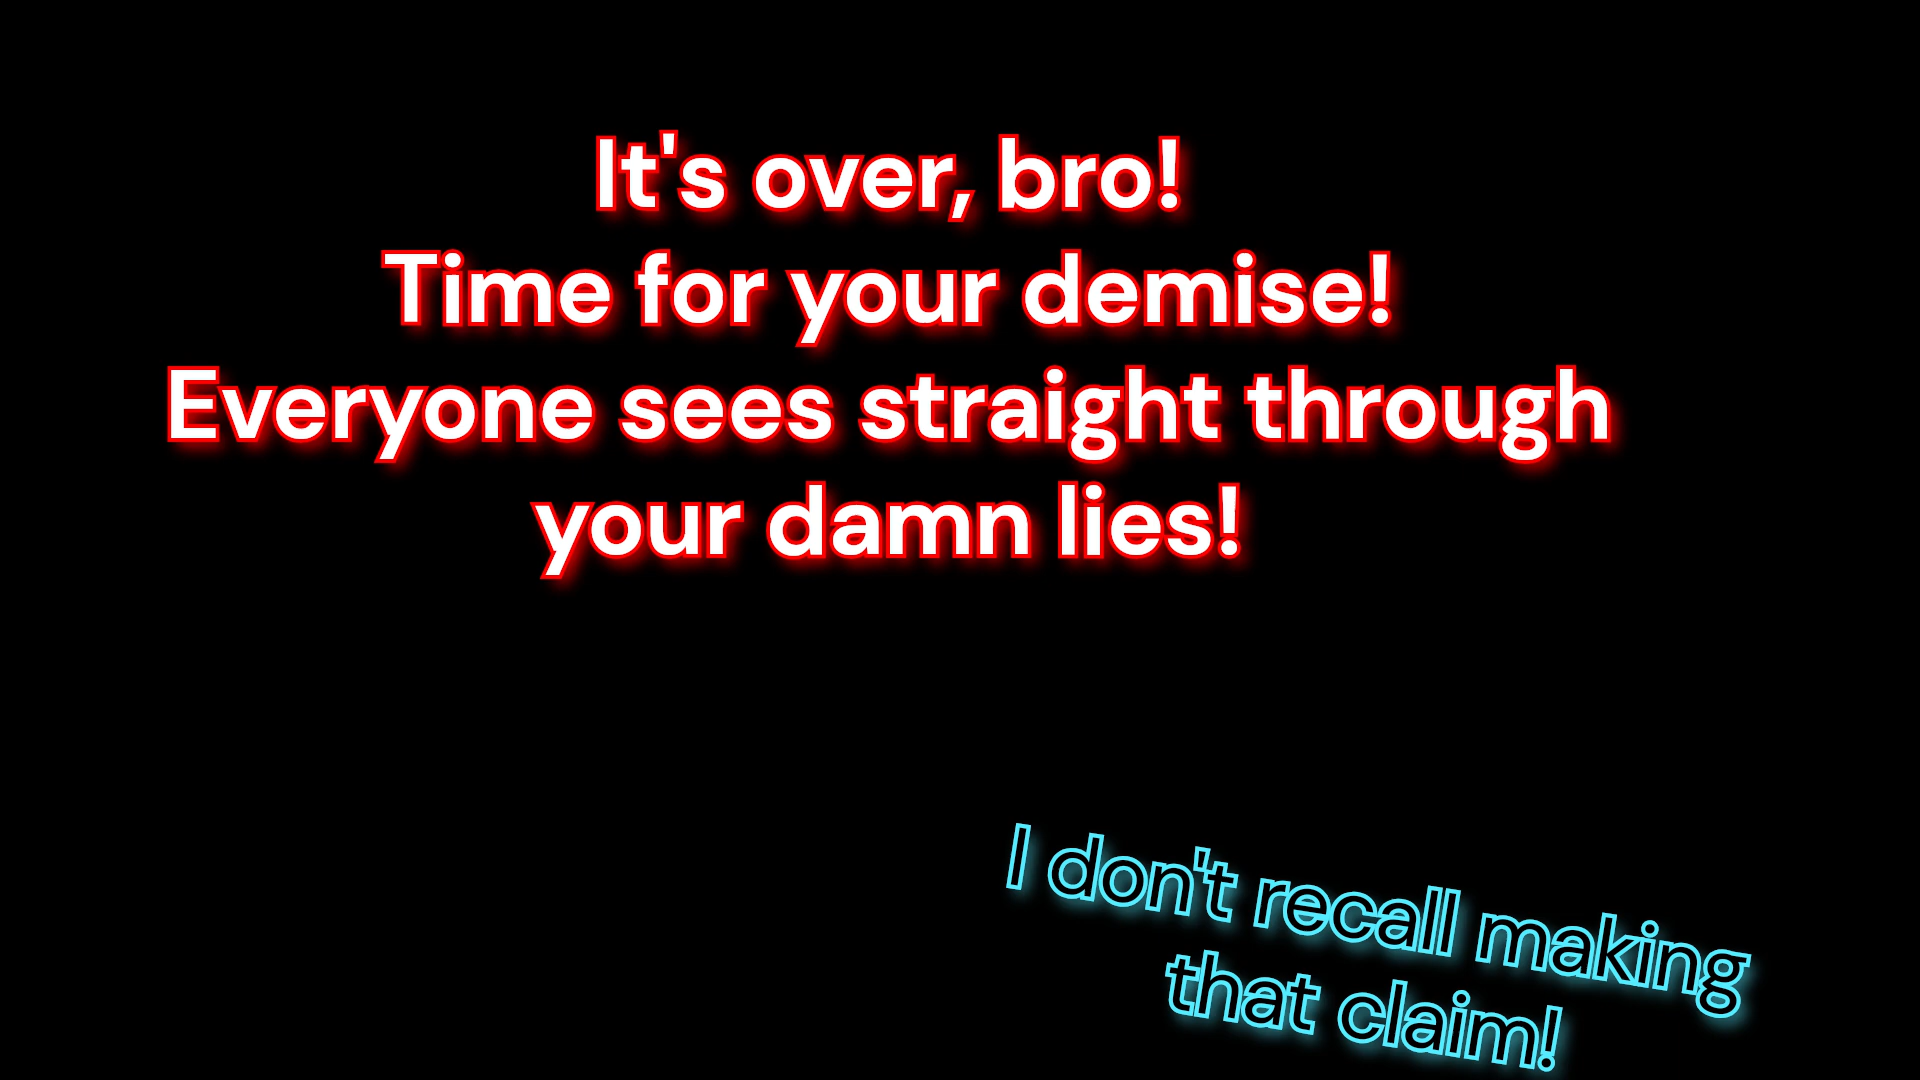 It's over, bro!
Time for your demise!
Everyone sees straight through
your damn lies!
I don't recall making
that claim!